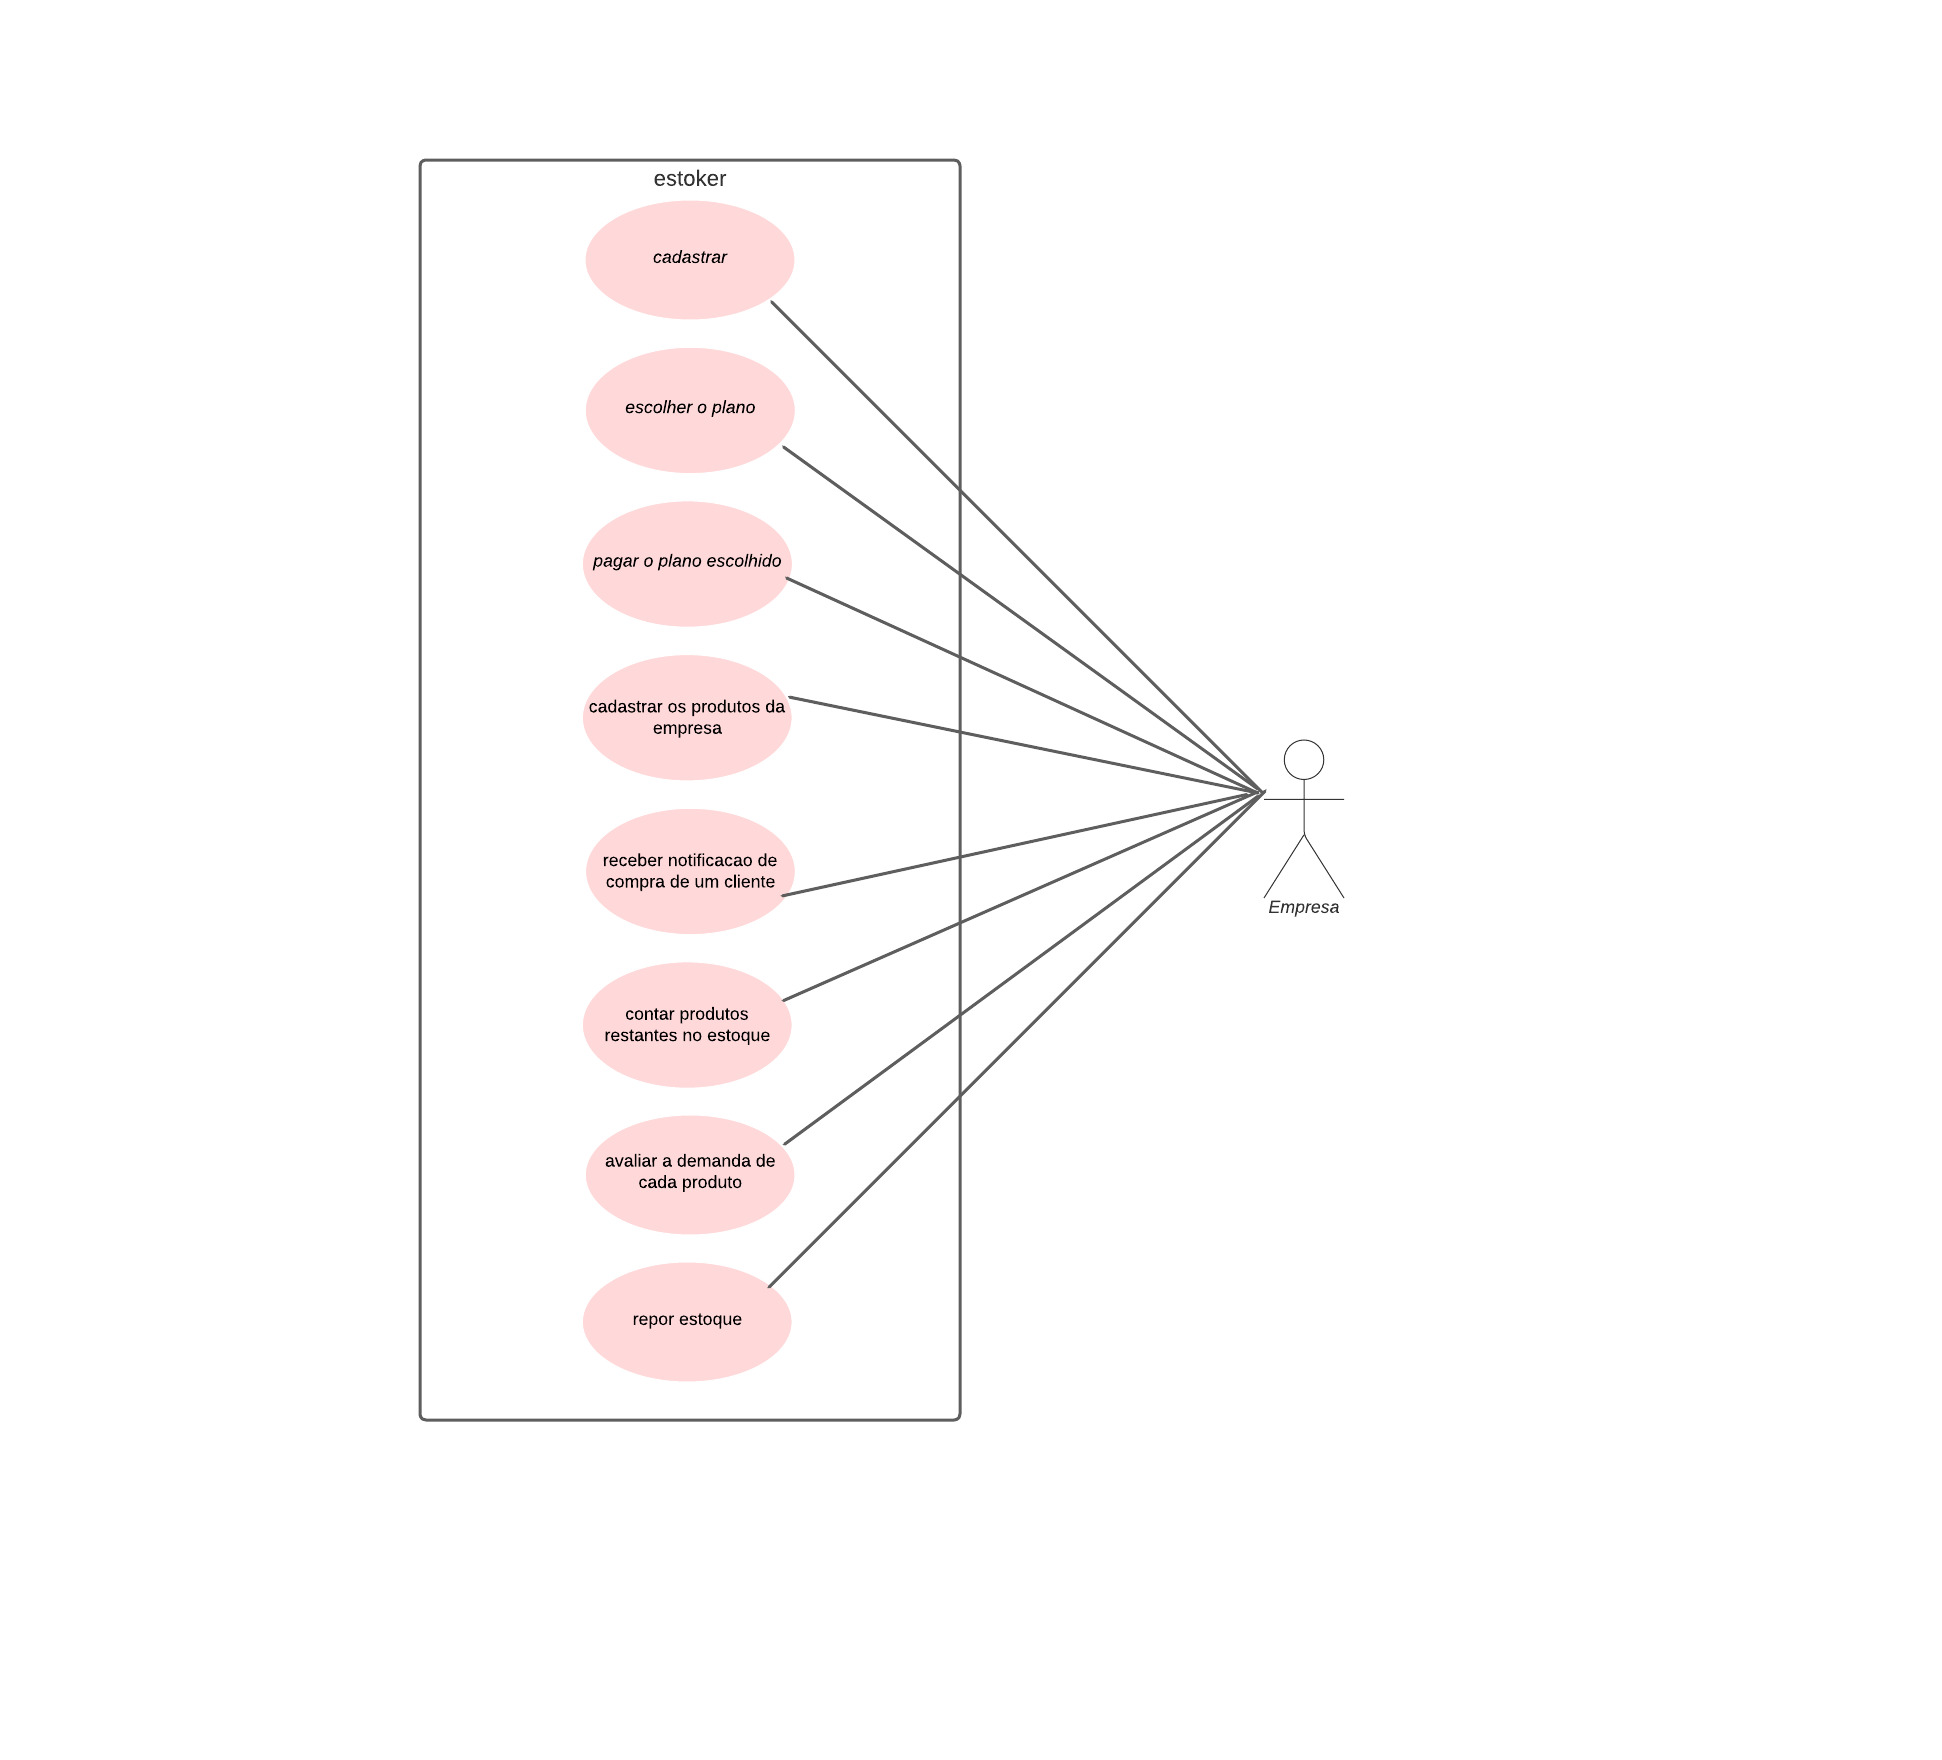 estoker
cadastrar
escolher o plano
pagar o plano escolhido
cadastrar os produtos da
empresa
receber notificacao de
compra de um cliente
contar produtos
restantes no estoque
avaliar a demanda de
cada produto
repor estoque
Empresa